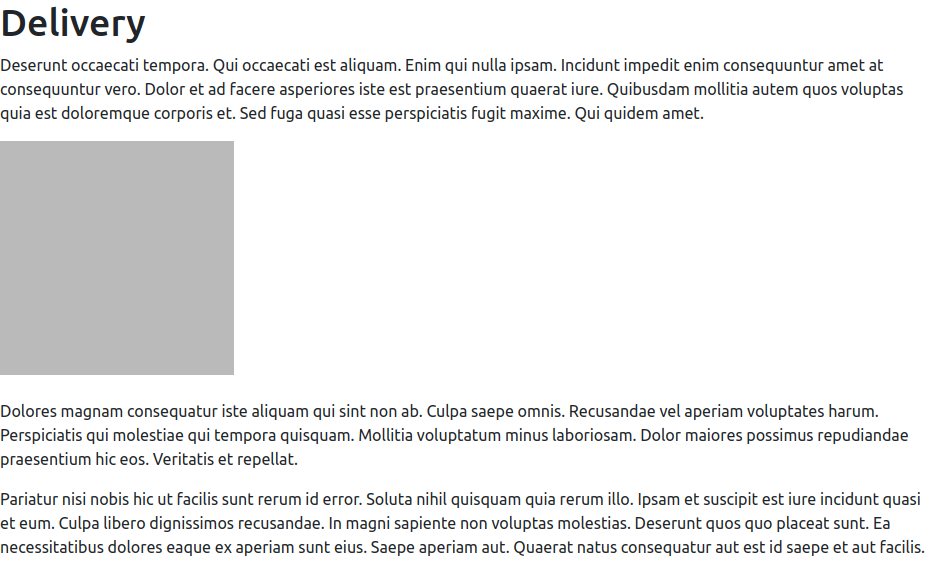 Delivery
Deserunt occaecati tempora. Qui occaecati est aliquam. Enim qui nulla ipsam. Incidunt impedit enim consequuntur amet at
consequuntur vero. Dolor et ad facere asperiores iste est praesentium quaerat iure. Quibusdam mollitia autem quos voluptas
quia est doloremque corporis et. Sed fuga quasi esse perspiciatis fugit maxime. Qui quidem amet.
Dolores magnam consequatur iste aliquam qui sint non ab. Culpa saepe omnis. Recusandae vel aperiam voluptates harum.
Perspiciatis qui molestiae qui tempora quisquam. Mollitia voluptatum minus laboriosam. Dolor maiores possimus repudiandae
praesentium hic eos. Veritatis et repellat.
Pariatur nisi nobis hic ut facilis sunt rerum id error. Soluta nihil quisquam quia rerum illo. Ipsam et suscipit est iure incidunt quasi
et eum. Culpa libero dignissimos recusandae. In magni sapiente non voluptas molestias. Deserunt quos quo placeat sunt. Ea
necessitatibus dolores eaque ex aperiam sunt eius. Saepe aperiam aut. Quaerat natus consequatur aut est id saepe et aut facilis.